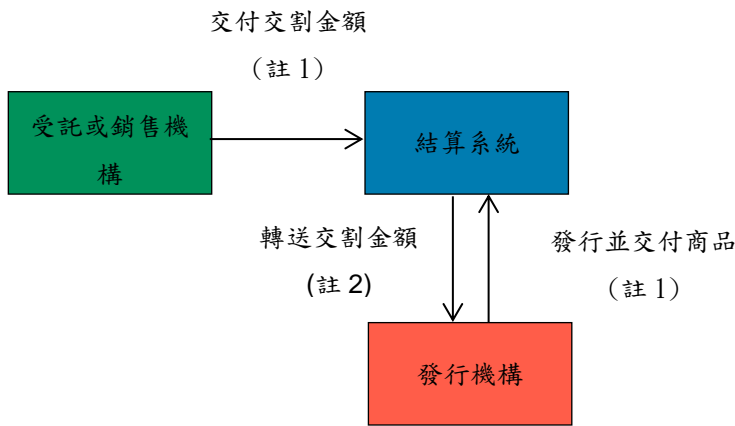 交付交割金額
（註 1）
受託或銷售機
構
結算系統
轉送交割金額
(註 2)
發行並交付商品
（註 1）
發行機構